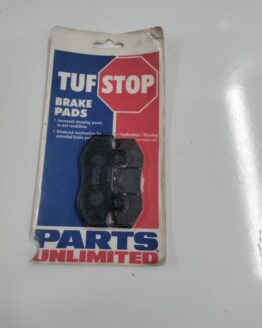 TUF STOP
BRAKE
PADS
• Increased stopping power
in wet conditions
• Advanced construction for
extended brake pad
• Application / Warning
PARTS
UNLIMITED